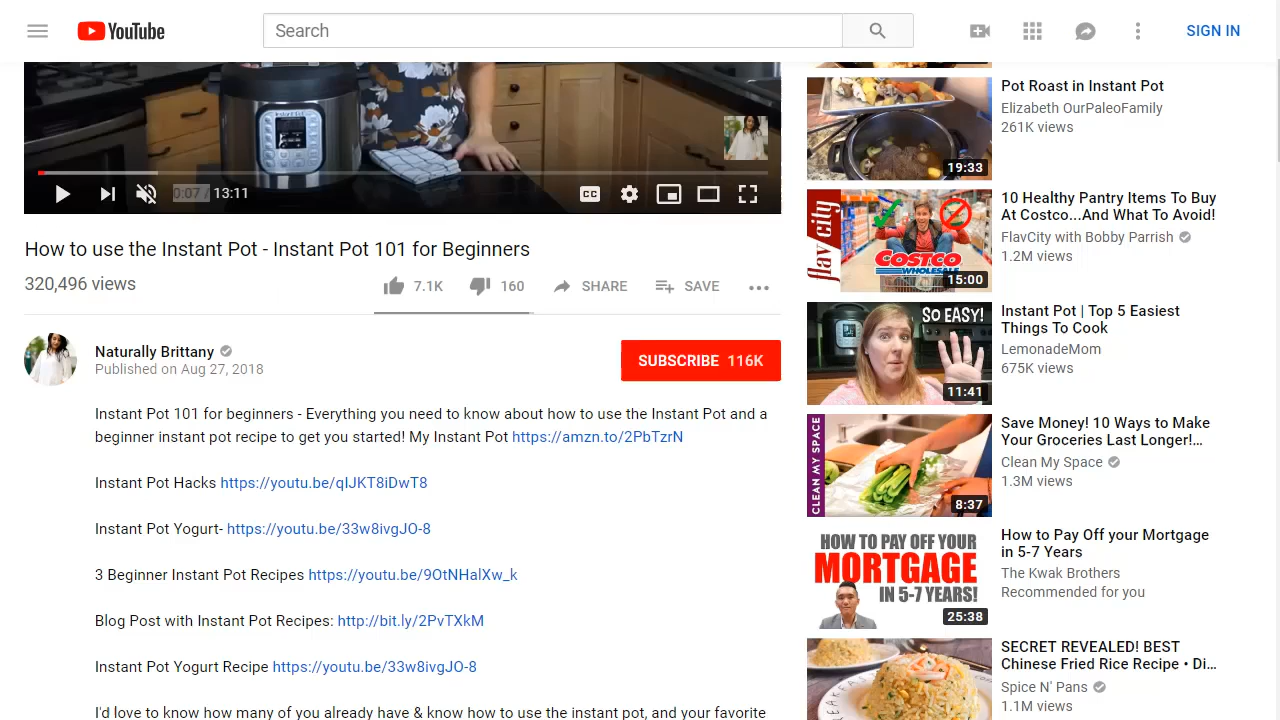 YouTube
Search
SIGN IN
0:07 / 13:11
CC
How to use the Instant Pot - Instant Pot 101 for Beginners
320,496 views
7.1K
160
SHARE
SAVE
Naturally Brittany
Published on Aug 27, 2018
SUBSCRIBE 116K
Instant Pot 101 for beginners - Everything you need to know about how to use the Instant Pot and a
beginner instant pot recipe to get you started! My Instant Pot https://amzn.to/2PbTzrN
Instant Pot Hacks https://youtu.be/qIJKT8iDwT8
Instant Pot Yogurt- https://youtu.be/33w8ivgJO-8
3 Beginner Instant Pot Recipes https://youtu.be/9OtNHalXw_k
Blog Post with Instant Pot Recipes: http://bit.ly/2PvTXkM
Instant Pot Yogurt Recipe https://youtu.be/33w8ivgJO-8
I'd love to know how many of you already have & know how to use the instant pot, and your favorite
19:33
Pot Roast in Instant Pot
Elizabeth OurPaleoFamily
261K views
flav city
COSTCO
WHOLESALE
15:00
10 Healthy Pantry Items To Buy
At Costco...And What To Avoid!
FlavCity with Bobby Parrish
1.2M views
SO EASY!
11:41
Instant Pot | Top 5 Easiest
Things To Cook
LemonadeMom
675K views
CLEAN MY SPACE
8:37
Save Money! 10 Ways to Make
Your Groceries Last Longer!...
Clean My Space
1.3M views
HOW TO PAY OFF YOUR
MORTGAGE
IN 5-7 YEARS!
25:38
How to Pay Off your Mortgage
in 5-7 Years
The Kwak Brothers
Recommended for you
SECRET REVEALED! BEST
Chinese Fried Rice Recipe • Di...
Spice N' Pans
1.1M views